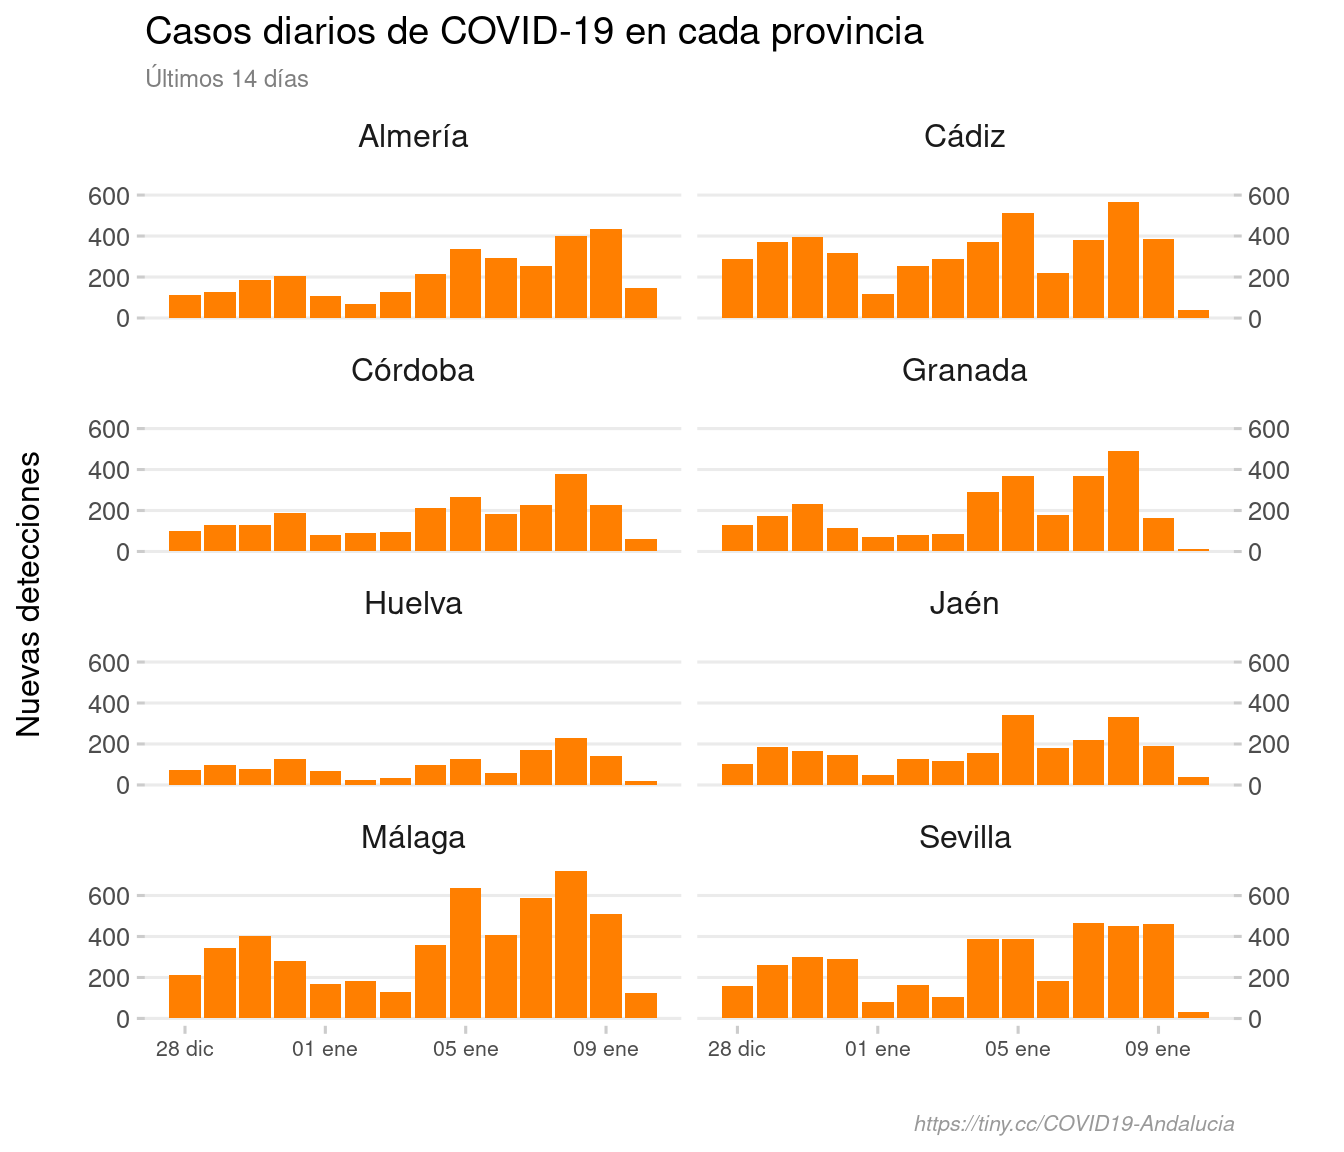 Casos diarios de COVID-19 en cada provincia
Últimos 14 días
Nuevas detecciones
Almería
Cádiz
600
400
200
0
600
400
200
0
Córdoba
Granada
600
400
200
0
600
400
200
0
Huelva
Jaén
600
400
200
0
600
400
200
0
Málaga
Sevilla
600
400
200
0
600
400
200
0
28 dic 01 ene 05 ene 09 ene
28 dic 01 ene 05 ene 09 ene
https://tiny.cc/COVID19-Andalucia